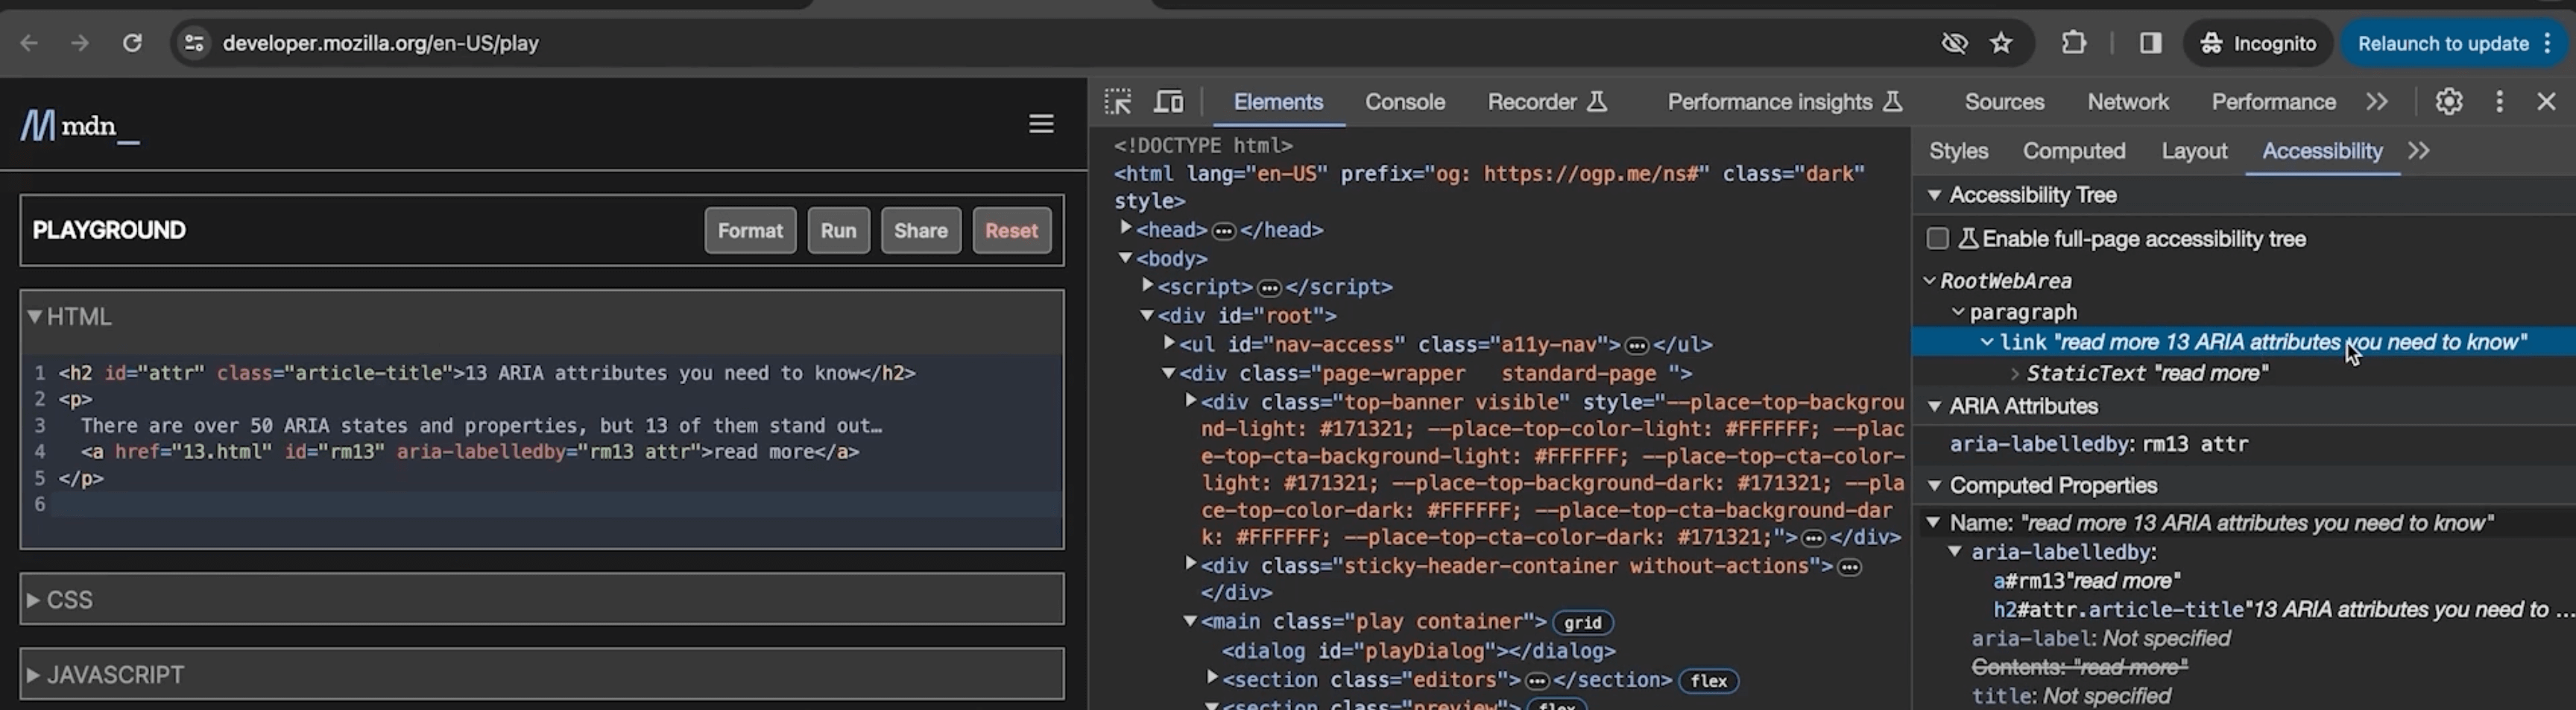 developer.mozilla.org/en-US/play
Incognito
Relaunch to update
mdn_
PLAYGROUND
Format
Run
Share
Reset
HTML
1 <h2 id="attr" class="article-title">13 ARIA attributes you need to know</h2>
2 <p>
3 There are over 50 ARIA states and properties, but 13 of them stand out…
4 <a href="13.html" id="rm13" aria-labelledby="rm13 attr">read more</a>
5 </p>
6
CSS
JAVASCRIPT
Elements
Console
Recorder
Performance insights
Sources
Network
Performance
<!DOCTYPE html>
<html lang="en-US" prefix="og: https://ogp.me/ns#" class="dark"
style>
<head>…</head>
<body>
<script>…</script>
<div id="root">
<ul id="nav-access" class="a11y-nav">…</ul>
<div class="page-wrapper   standard-page ">
<div class="top-banner visible" style="--place-top-backgrou
nd-light: #171321; --place-top-color-light: #FFFFFF; --plac
e-top-cta-background-light: #FFFFFF; --place-top-cta-color-
light: #171321; --place-top-background-dark: #171321; --pla
ce-top-color-dark: #FFFFFF; --place-top-cta-background-dar
k: #FFFFFF; --place-top-cta-color-dark: #171321;">…</div>
<div class="sticky-header-container without-actions">…
</div>
<main class="play container"> grid
<dialog id="playDialog"></dialog>
<section class="editors">…</section> flex
<section class="preview"> flex
Styles
Computed
Layout
Accessibility
Accessibility Tree
Enable full-page accessibility tree
RootWebArea
paragraph
link "read more 13 ARIA attributes you need to know"
StaticText "read more"
ARIA Attributes
aria-labelledby: rm13 attr
Computed Properties
Name: "read more 13 ARIA attributes you need to know"
aria-labelledby:
a#rm13"read more"
h2#attr.article-title"13 ARIA attributes you need to …
aria-label: Not specified
Contents: "read more"
title: Not specified